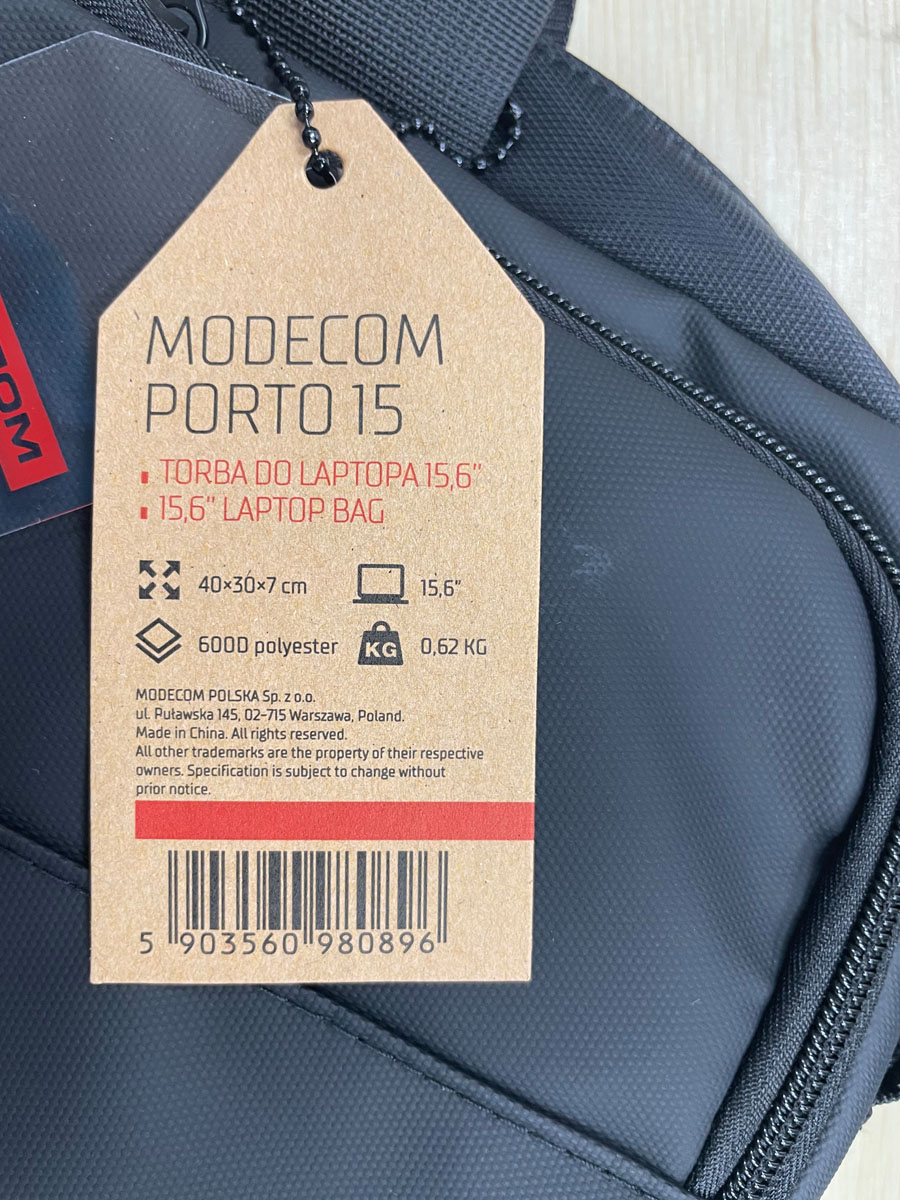 MODECOM
PORTO 15
TORBA DO LAPTOPA 15,6"
15,6" LAPTOP BAG
40×30×7 cm
15,6"
600D polyester
KG
0,62 KG
MODECOM POLSKA Sp. z o.o.
ul. Puławska 145, 02-715 Warszawa, Poland.
Made in China. All rights reserved.
All other trademarks are the property of their respective
owners. Specification is subject to change without
prior notice.
5 903560 980896
COM